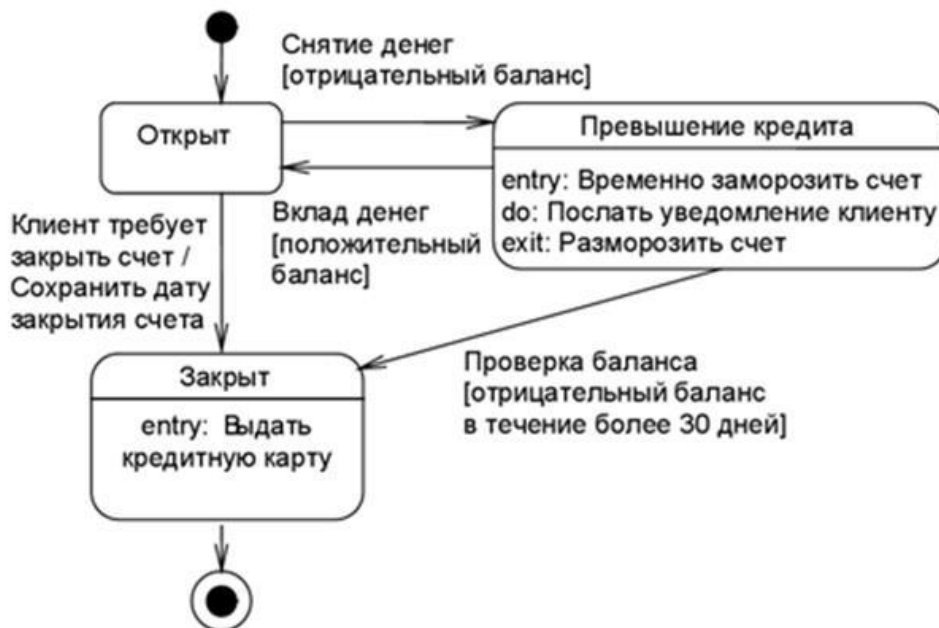 Снятие денег
[отрицательный баланс]
Открыт
Превышение кредита
entry: Временно заморозить счет
do: Послать уведомление клиенту
exit: Разморозить счет
Вклад денег
[положительный
баланс]
Клиент требует
закрыть счет /
Сохранить дату
закрытия счета
Проверка баланса
[отрицательный баланс
в течение более 30 дней]
Закрыт
entry: Выдать
кредитную карту